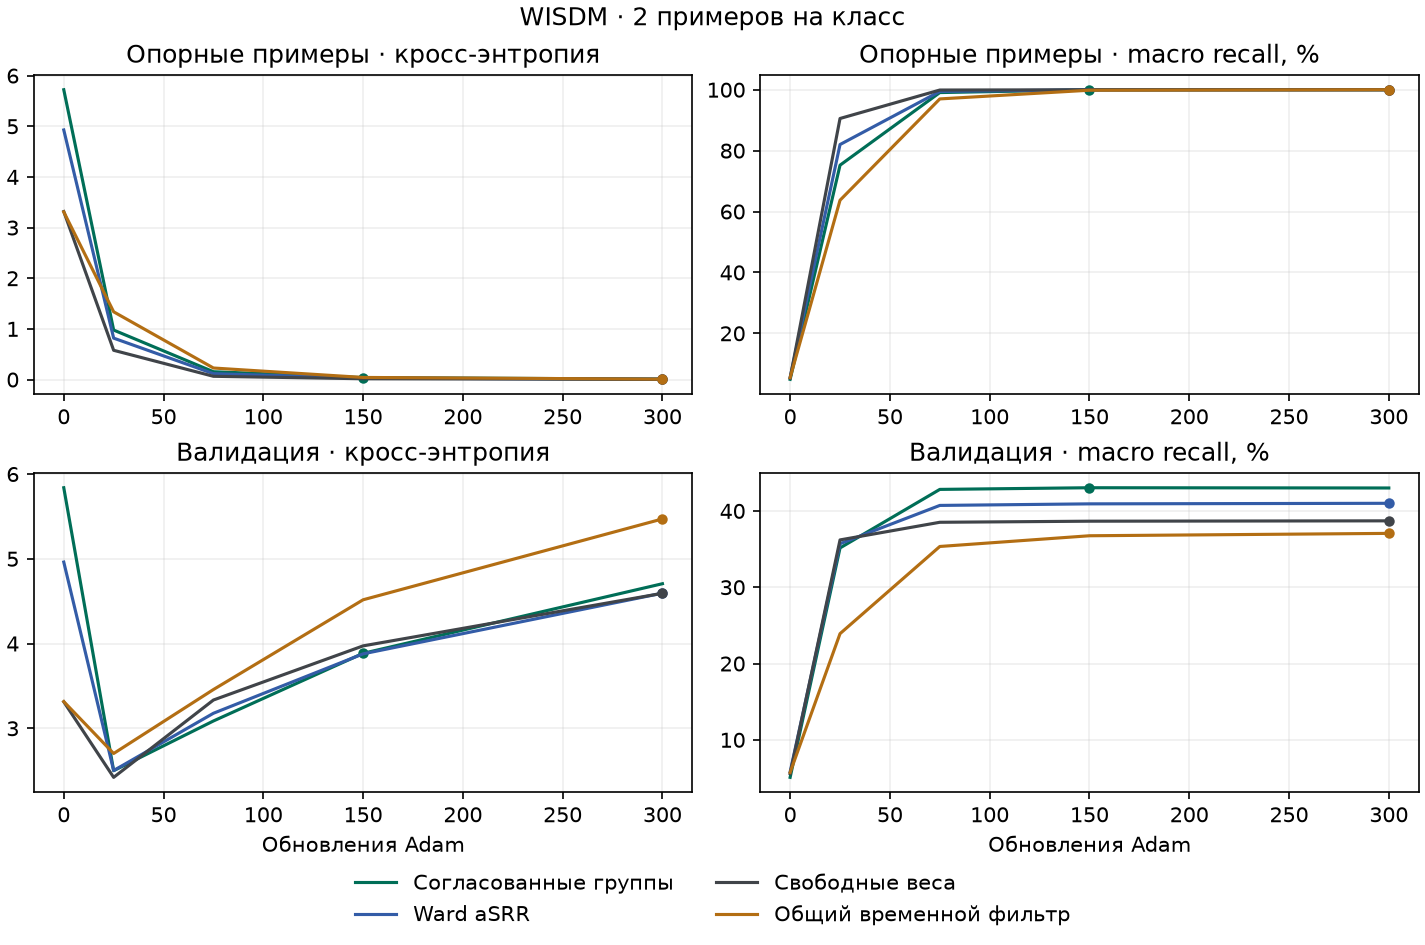 WISDM · 2 примеров на класс
Опорные примеры · кросс-энтропия
6
5
4
3
2
1
0
0 50 100 150 200 250 300
Опорные примеры · macro recall, %
100
80
60
40
20
0 50 100 150 200 250 300
Валидация · кросс-энтропия
6
5
4
3
0 50 100 150 200 250 300
Обновления Adam
Валидация · macro recall, %
40
30
20
10
0 50 100 150 200 250 300
Обновления Adam
Согласованные группы
Ward aSRR
Свободные веса
Общий временной фильтр